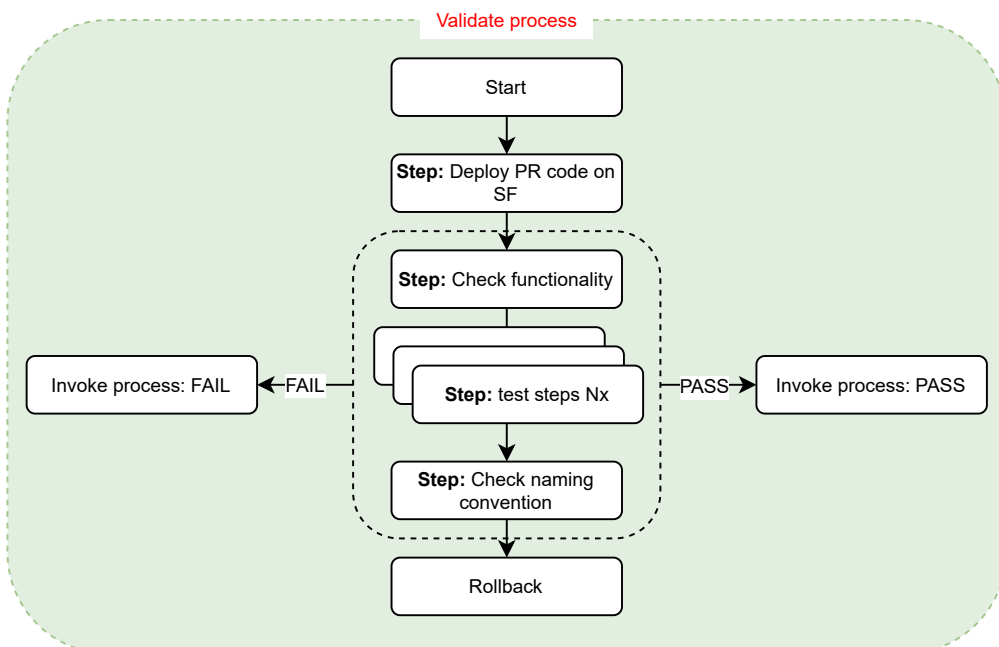 Validate process
Start
Step: Deploy PR code on
SF
Step: Check functionality
Invoke process: FAIL
FAIL
Step: test steps Nx
PASS
Invoke process: PASS
Step: Check naming
convention
Rollback